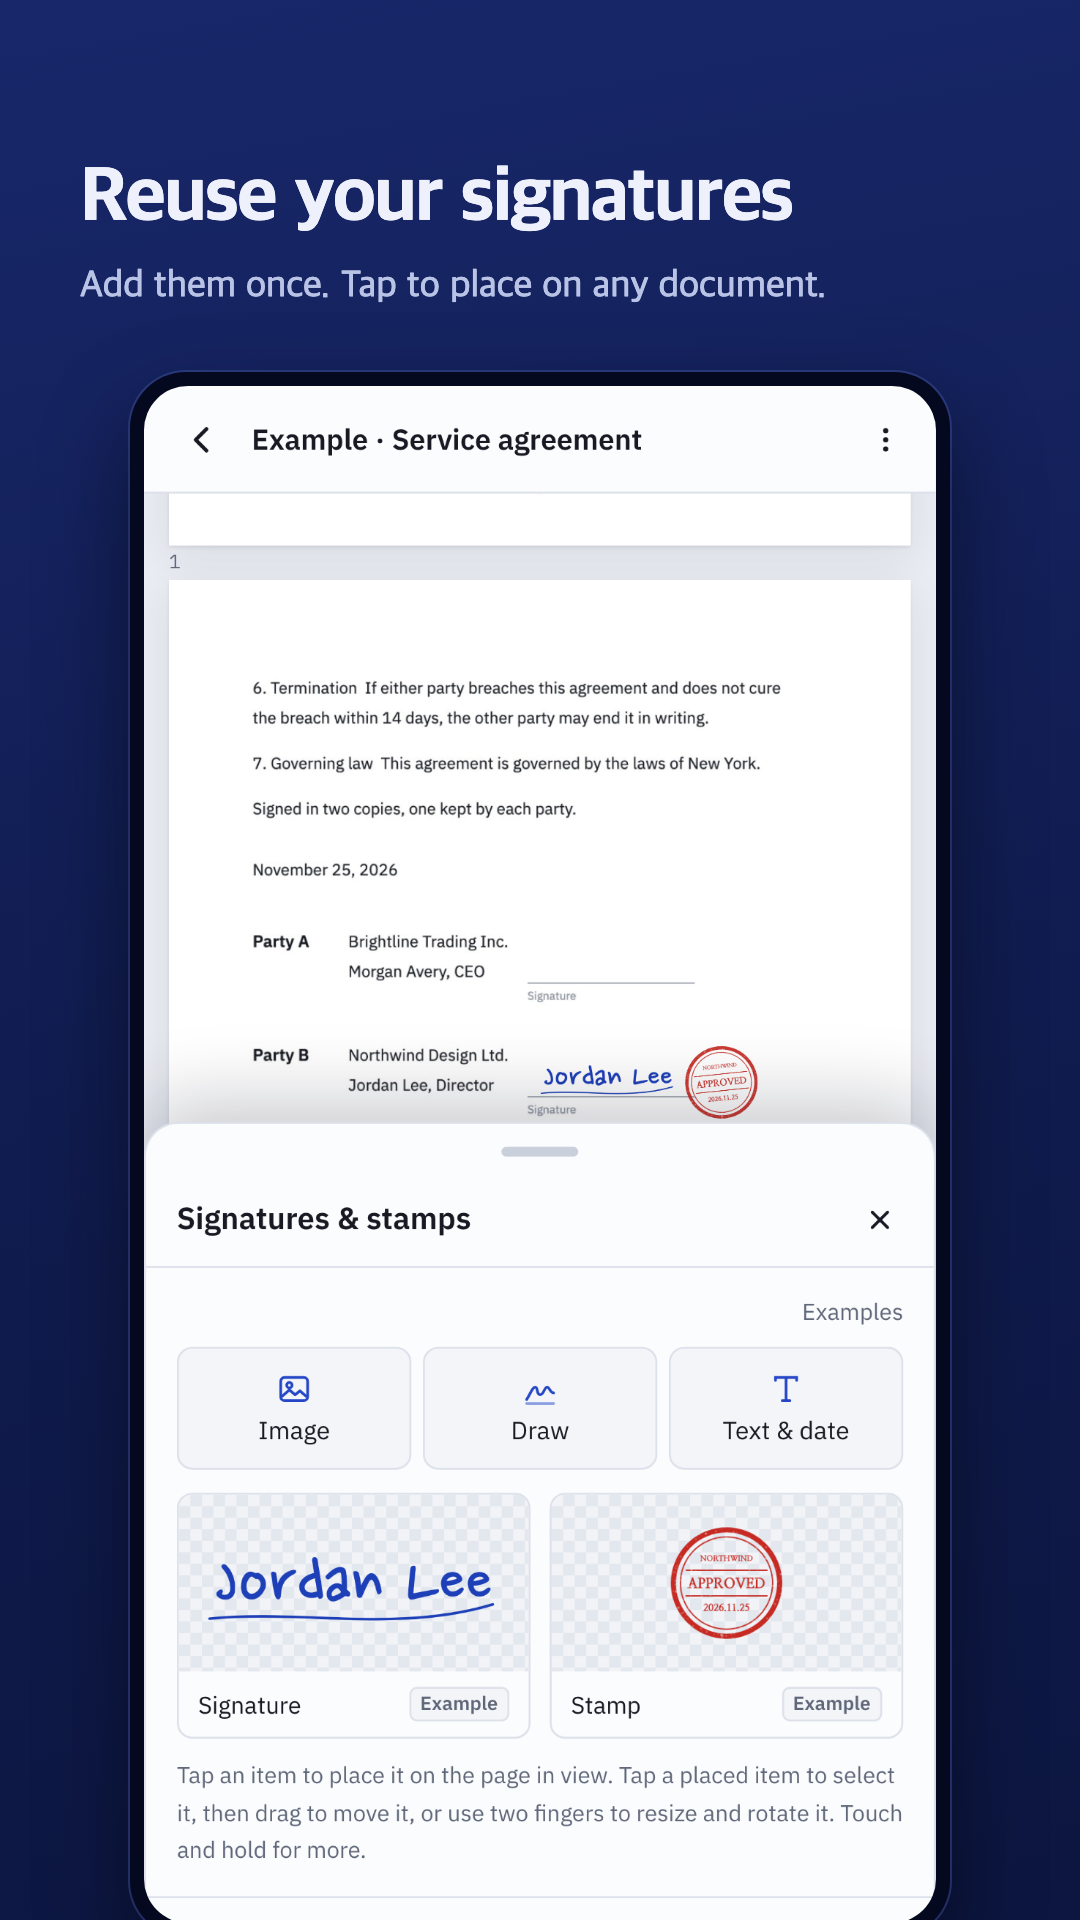 Reuse your signatures
Add them once. Tap to place on any document.
Example · Service agreement
1
6. Termination If either party breaches this agreement and does not cure
the breach within 14 days, the other party may end it in writing.
7. Governing law This agreement is governed by the laws of New York.
Signed in two copies, one kept by each party.
November 25, 2026
Party A Brightline Trading Inc.
Morgan Avery, CEO
Signature
Party B Northwind Design Ltd.
Jordan Lee, Director
Jordan Lee
Signature
NORTHWIND
APPROVED
2026.11.25
Signatures & stamps
Examples
Image Draw Text & date
Jordan Lee
NORTHWIND
APPROVED
2026.11.25
Signature Example
Stamp Example
Tap an item to place it on the page in view. Tap a placed item to select
it, then drag to move it, or use two fingers to resize and rotate it. Touch
and hold for more.